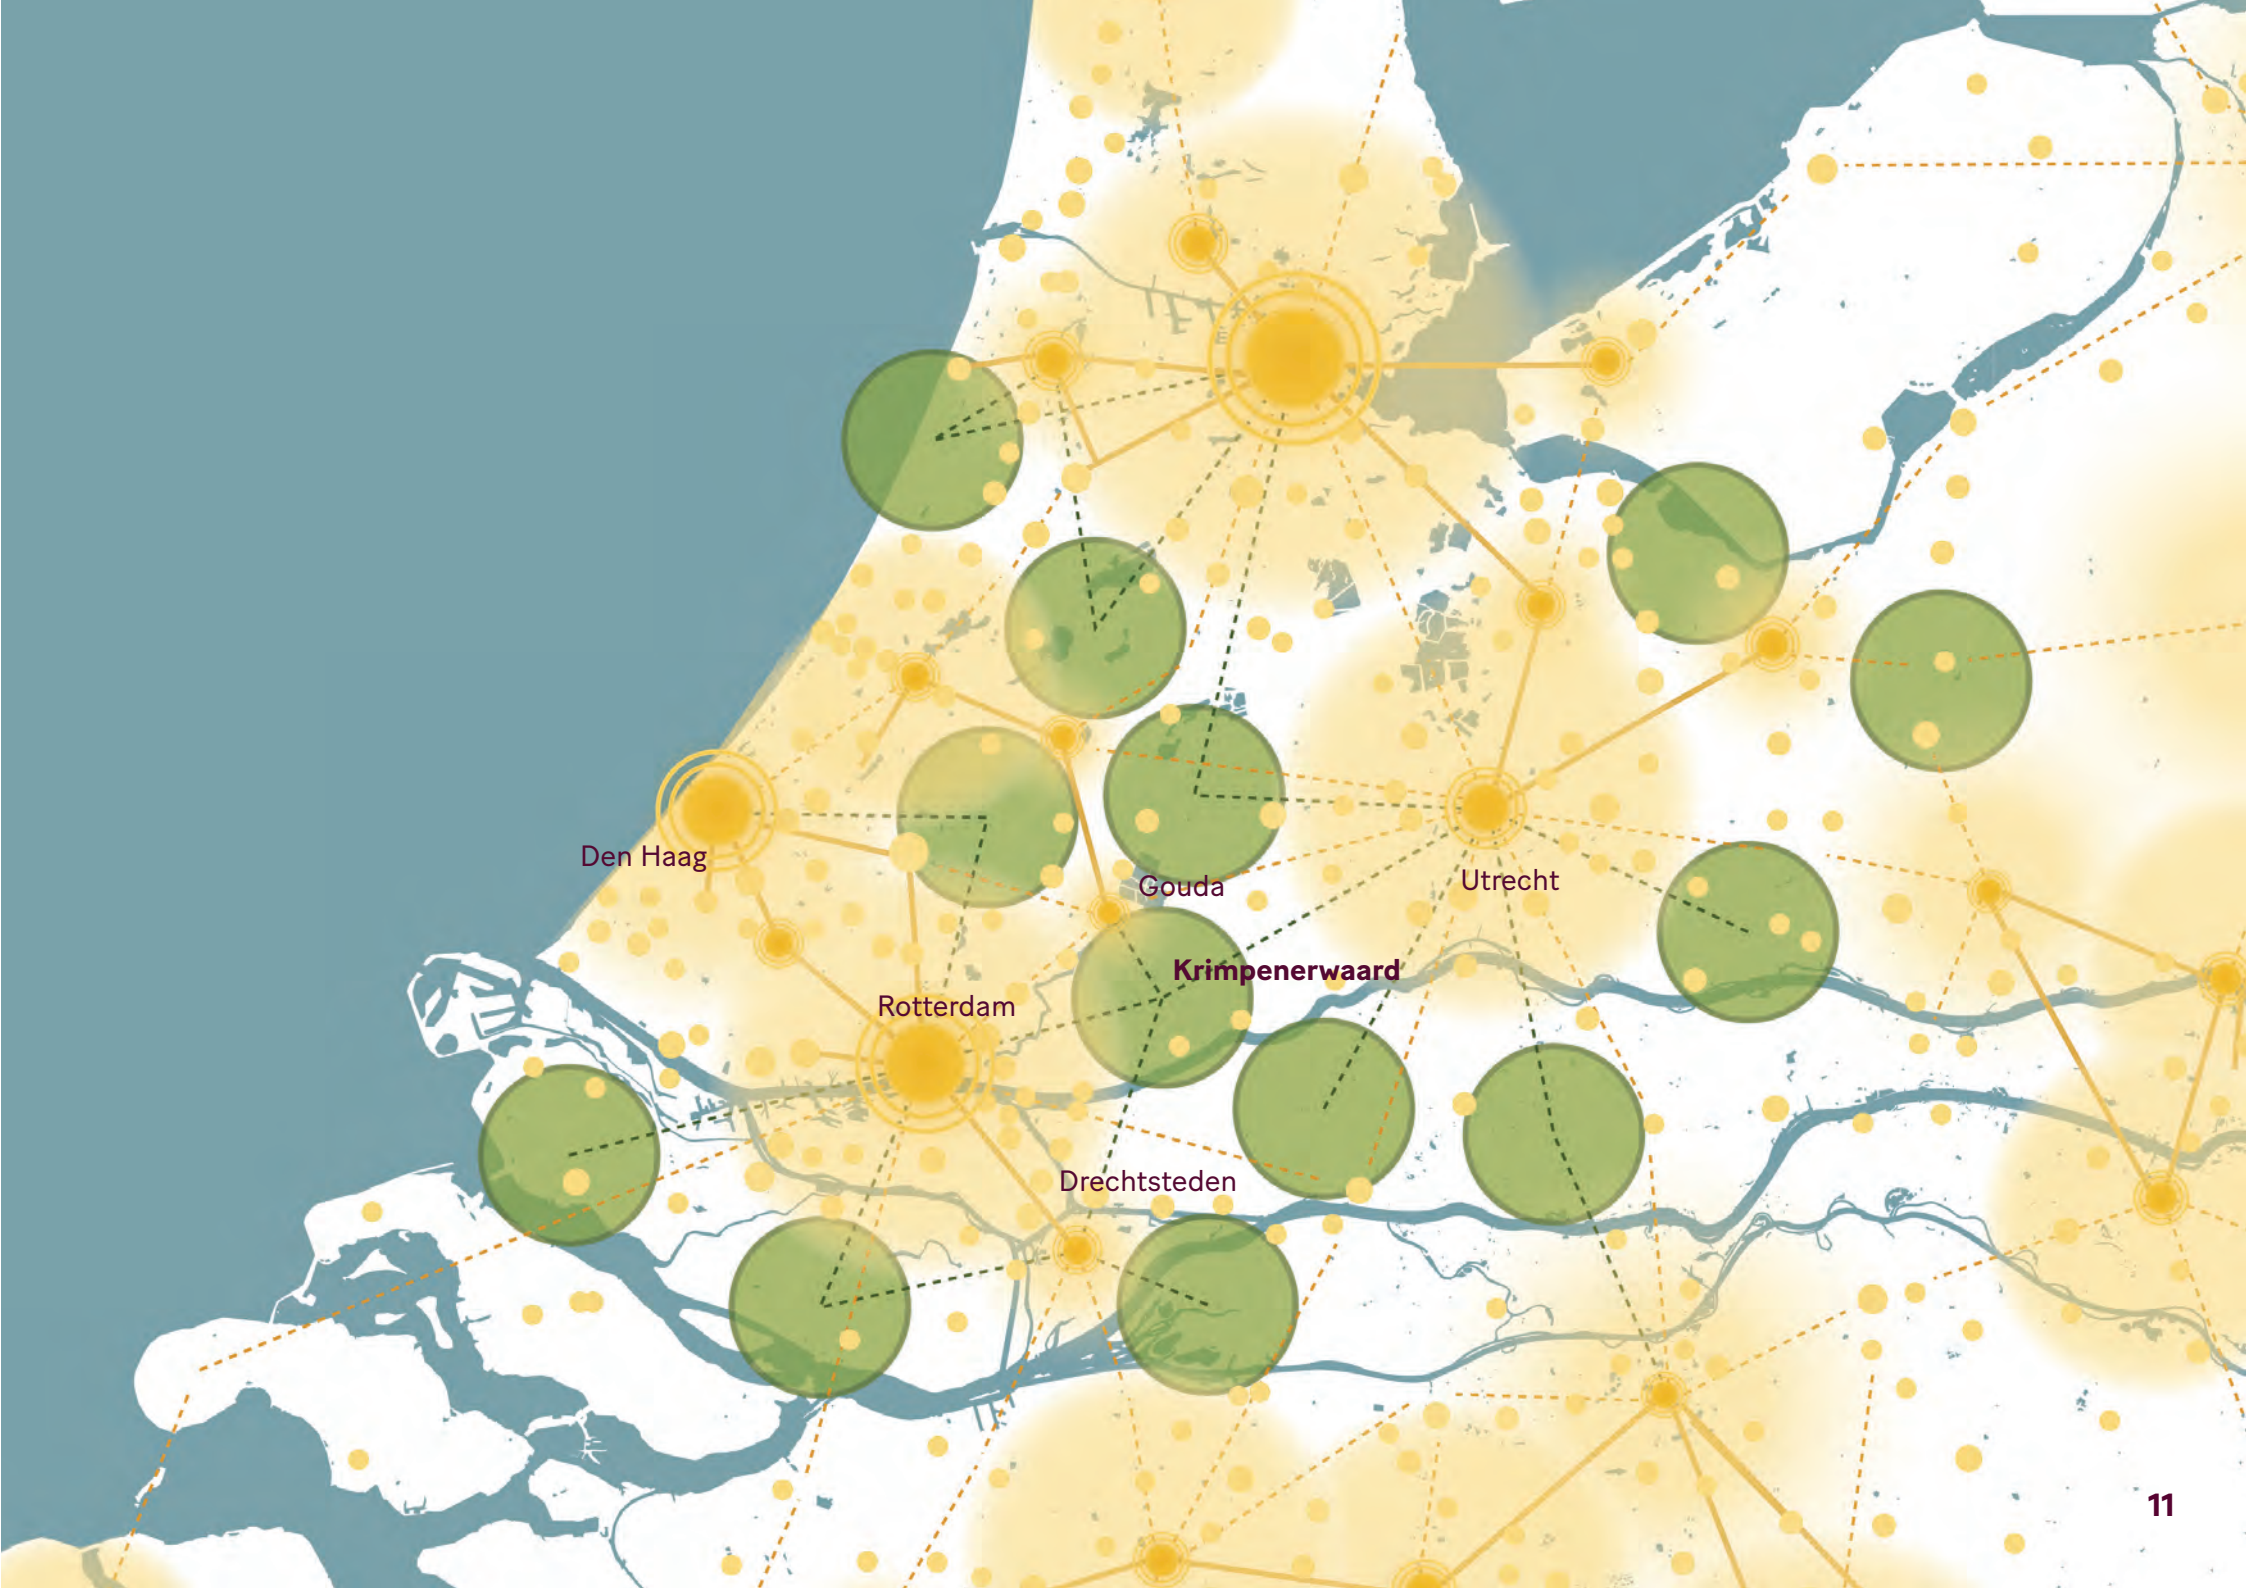 Den Haag
Gouda
Utrecht
Krimpenerwaard
Rotterdam
Drechtsteden
11